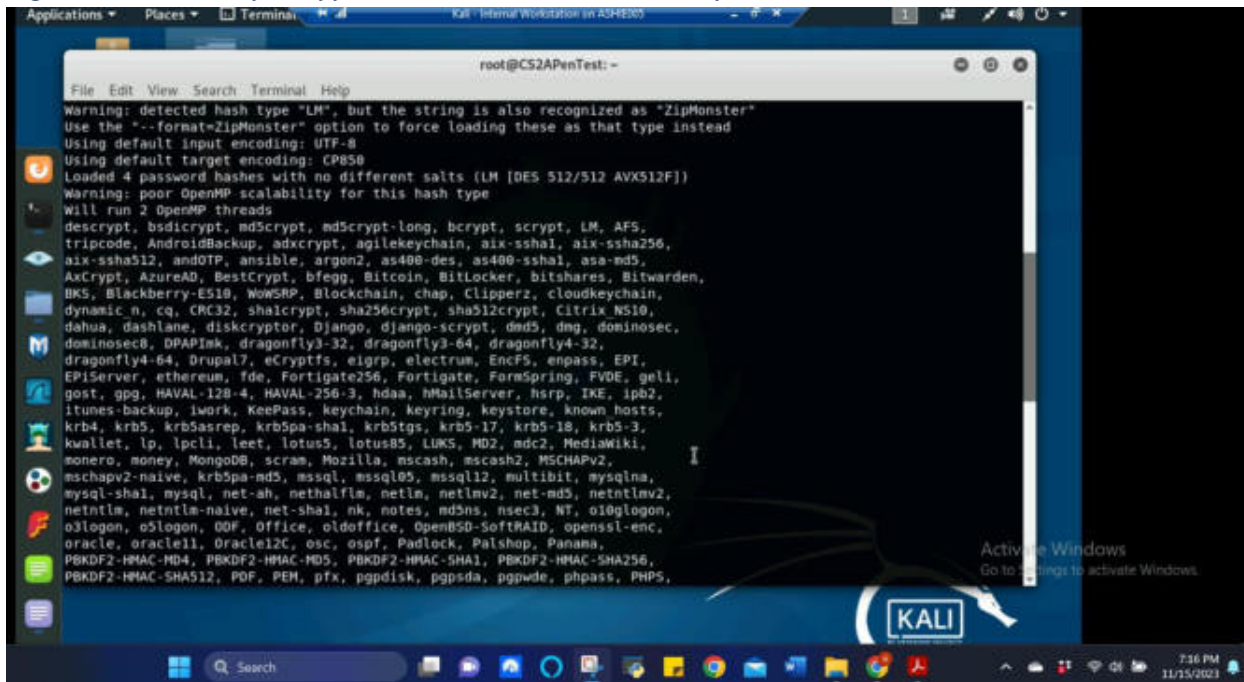 Applications Places Terminal Kali - Internal Workstation on ASHIE005 1
root@CS2APenTest: ~
File Edit View Search Terminal Help
Warning: detected hash type "LM", but the string is also recognized as "ZipMonster"
Use the "--format=ZipMonster" option to force loading these as that type instead
Using default input encoding: UTF-8
Using default target encoding: CP850
Loaded 4 password hashes with no different salts (LM [DES 512/512 AVX512F])
Warning: poor OpenMP scalability for this hash type
Will run 2 OpenMP threads
descrypt, bsdicrypt, md5crypt, md5crypt-long, bcrypt, scrypt, LM, AFS,
tripcode, AndroidBackup, adxcrypt, agilekeychain, aix-ssha1, aix-ssha256,
aix-ssha512, andOTP, ansible, argon2, as400-des, as400-ssha1, asa-md5,
AxCrypt, AzureAD, BestCrypt, bfegg, Bitcoin, BitLocker, bitshares, Bitwarden,
BKS, Blackberry-ES10, WoWSRP, Blockchain, chap, Clipperz, cloudkeychain,
dynamic_n, cq, CRC32, sha1crypt, sha256crypt, sha512crypt, Citrix_NS10,
dahua, dashlane, diskcryptor, Django, django-scrypt, dmd5, dmg, dominosec,
dominosec8, DPAPImk, dragonfly3-32, dragonfly3-64, dragonfly4-32,
dragonfly4-64, Drupal7, eCryptfs, eigrp, electrum, EncFS, enpass, EPI,
EPiServer, ethereum, fde, Fortigate256, Fortigate, FormSpring, FVDE, geli,
gost, gpg, HAVAL-128-4, HAVAL-256-3, hdaa, hMailServer, hsrp, IKE, ipb2,
itunes-backup, iwork, KeePass, keychain, keyring, keystore, known_hosts,
krb4, krb5, krb5asrep, krb5pa-sha1, krb5tgs, krb5-17, krb5-18, krb5-3,
kwallet, lp, lpcli, leet, lotus5, lotus85, LUKS, MD2, mdc2, MediaWiki,
monero, money, MongoDB, scram, Mozilla, mscash, mscash2, MSCHAPv2,
mschapv2-naive, krb5pa-md5, mssql, mssql05, mssql12, multibit, mysqlna,
mysql-sha1, mysql, net-ah, nethalflm, netlm, netlmv2, net-md5, netntlmv2,
netntlm, netntlm-naive, net-sha1, nk, notes, md5ns, nsec3, NT, o10glogon,
o3logon, o5logon, ODF, Office, oldoffice, OpenBSD-SoftRAID, openssl-enc,
oracle, oracle11, Oracle12C, osc, ospf, Padlock, Palshop, Panama,
PBKDF2-HMAC-MD4, PBKDF2-HMAC-MD5, PBKDF2-HMAC-SHA1, PBKDF2-HMAC-SHA256,
PBKDF2-HMAC-SHA512, PDF, PEM, pfx, pgpdisk, pgpsda, pgpwde, phpass, PHPS,
Activate Windows
Go to Settings to activate Windows.
KALI
Search
7:16 PM
11/15/2023